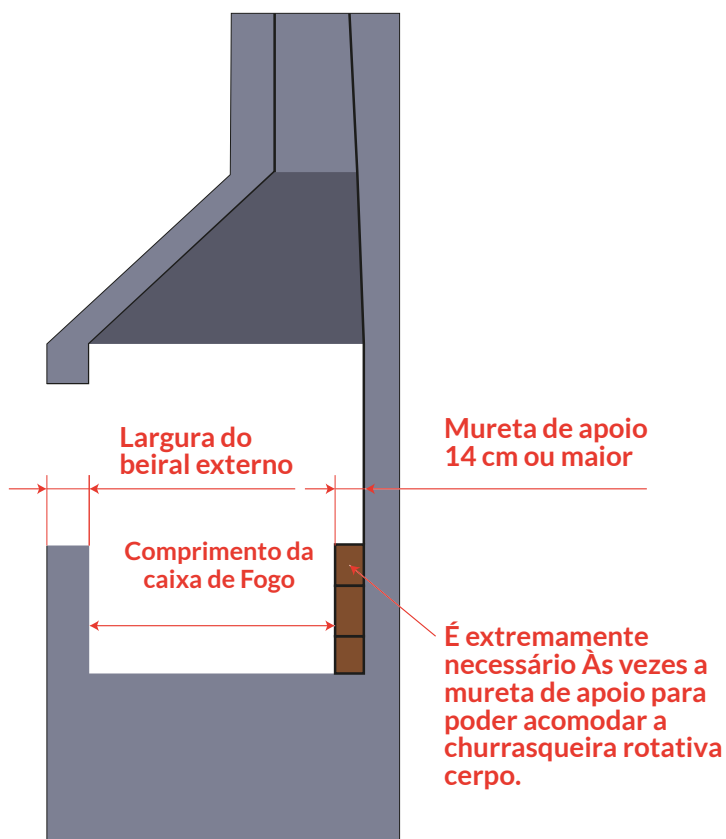 Largura do
beiral externo
Mureta de apoio
14 cm ou maior
Comprimento da
caixa de Fogo
É extremamente
necessário Às vezes a
mureta de apoio para
poder acomodar a
churrasqueira rotativa
cerpo.